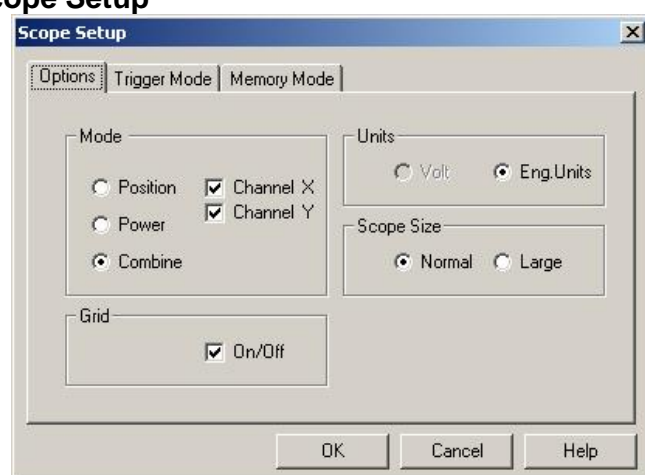 Scope Setup
Scope Setup
Options Trigger Mode Memory Mode
Mode
Position
Channel X
Channel Y
Power
Combine
Grid
On/Off
Units
Volt Eng.Units
Scope Size
Normal Large
OK Cancel Help